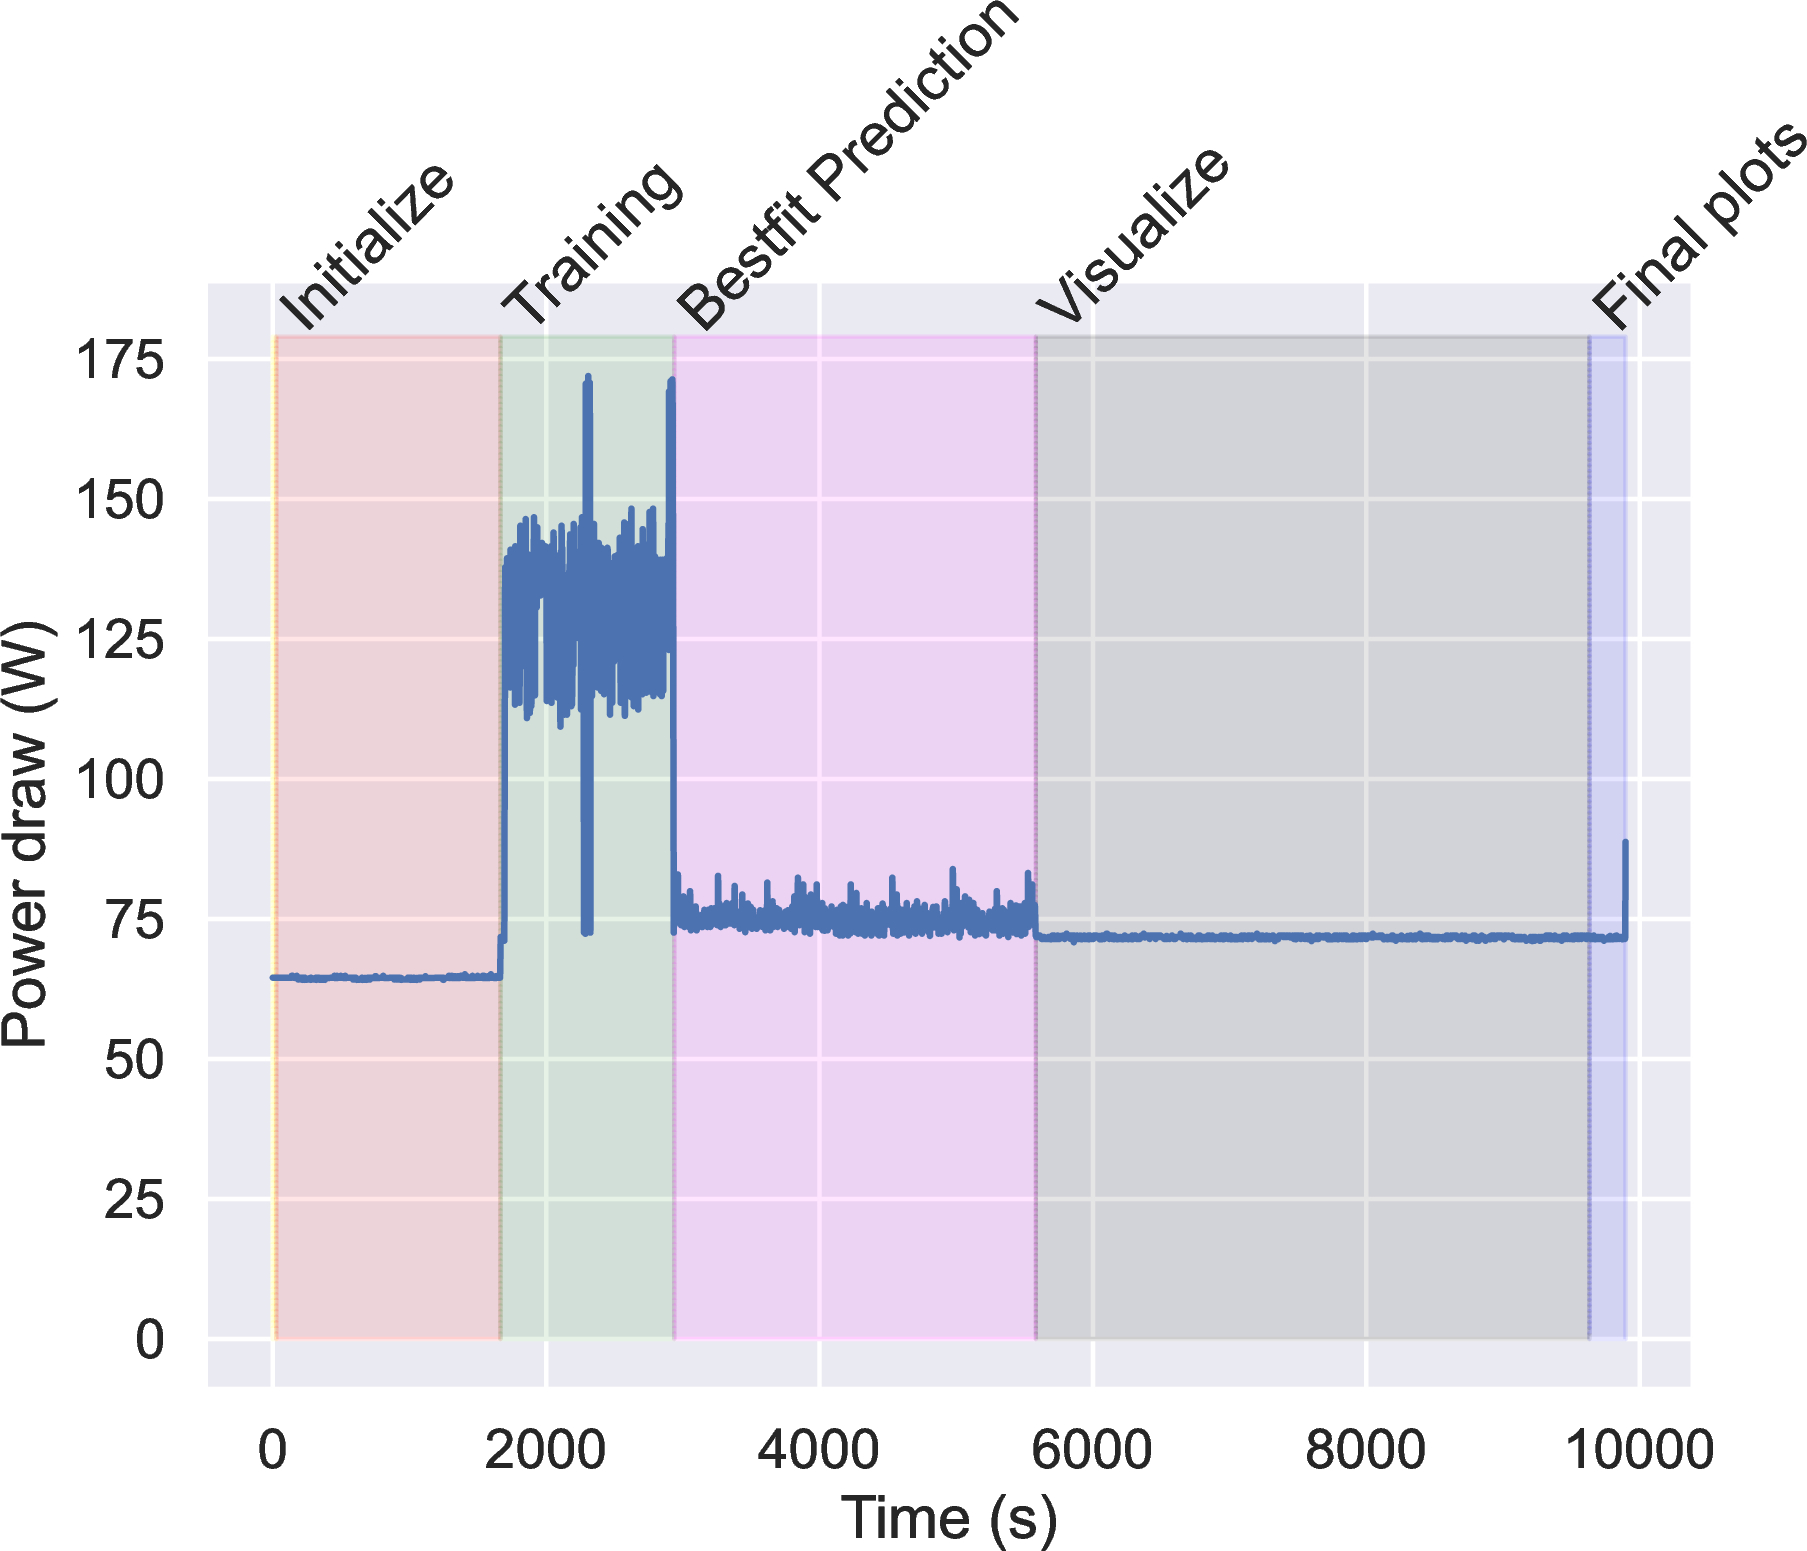 Initialize
Training
Bestfit Prediction
Visualize
Final plots
Power draw (W)
175
150
125
100
75
50
25
0
0 2000 4000 6000 8000 10000
Time (s)